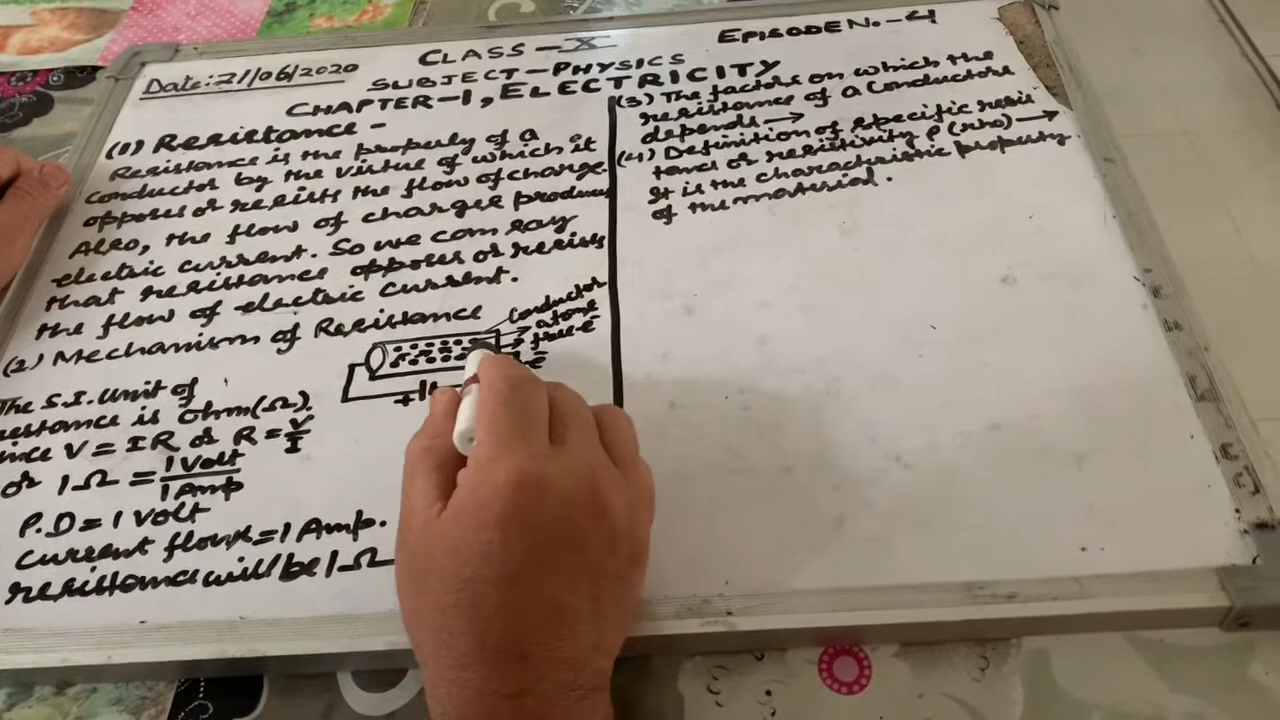 Date: 21/06/2020
CLASS - X
EPISODE No. - 4
SUBJECT - PHYSICS
CHAPTER-1, ELECTRICITY
(1) Resistance -
Resistance is the property of a
conductor by the virtue of which it
opposes or resists the flow of charge.
Also, the flow of charges produces
electric current. So we can say
that resistance opposes or resists
the flow of electric current.
(2) Mechanism of Resistance
conductor
atoms
free e⁻
e⁻
+
The S.I. unit of
is Ohm(Ω).
V = IR or R = V/I
or 1Ω = 1 Volt/1 Amp
P.D = 1 volt
current flow = 1 Amp.
resistance will be 1Ω
(3) The factors on which the
resistance of a conductors
depends →
(4) Definition of specific resis
tance or resistivity ρ (rho) →
It is the characteristic property
of the material.